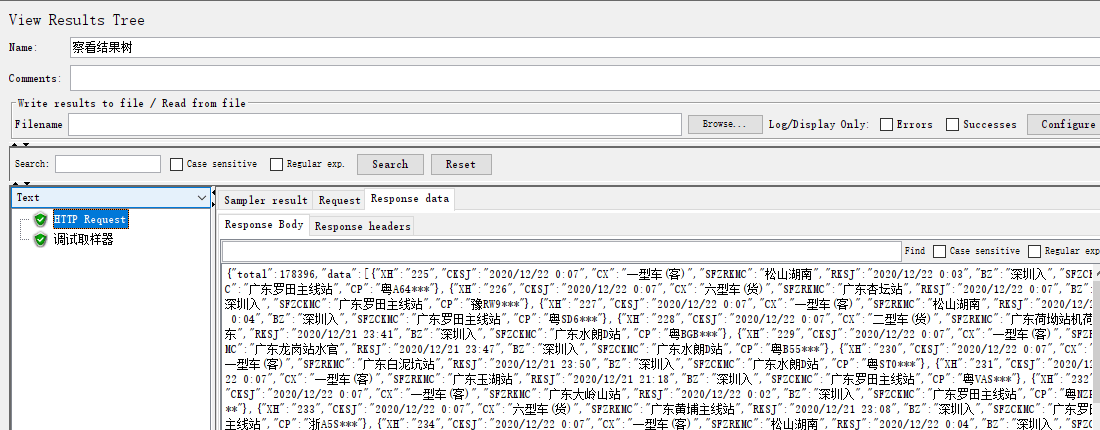 View Results Tree
Name: 察看结果树
Comments:
Write results to file / Read from file
Filename Browse... Log/Display Only: Errors Successes Configure
Search: Case sensitive Regular exp. Search Reset
Text
HTTP Request
调试取样器
Sampler result Request Response data
Response Body Response headers
Find Case sensitive Regular exp
{"total":178396,"data":[{"XH":"225","CKSJ":"2020/12/22 0:07","CX":"一型车(客)","SFZRKMC":"松山湖南","RKSJ":"2020/12/22 0:03","BZ":"深圳入","SFZCK
C":"广东罗田主线站","CP":"粤A64***"},{"XH":"226","CKSJ":"2020/12/22 0:07","CX":"六型车(货)","SFZRKMC":"广东杏坛站","RKSJ":"2020/12/22 0:07","BZ":
深圳入","SFZCKMC":"广东罗田主线站","CP":"豫RW9***"},{"XH":"227","CKSJ":"2020/12/22 0:07","CX":"一型车(客)","SFZRKMC":"松山湖南","RKSJ":"2020/12/2
0:04","BZ":"深圳入","SFZCKMC":"广东罗田主线站","CP":"粤SD6***"},{"XH":"228","CKSJ":"2020/12/22 0:07","CX":"二型车(货)","SFZRKMC":"广东荷坳站机荷
东","RKSJ":"2020/12/21 23:41","BZ":"深圳入","SFZCKMC":"广东水朗D站","CP":"粤BGB***"},{"XH":"229","CKSJ":"2020/12/22 0:07","CX":"一型车(客)","SFZR
MC":"广东龙岗站水官","RKSJ":"2020/12/21 23:47","BZ":"深圳入","SFZCKMC":"广东水朗D站","CP":"粤B55***"},{"XH":"230","CKSJ":"2020/12/22 0:07","CX":
一型车(客)","SFZRKMC":"广东白泥坑站","RKSJ":"2020/12/21 23:50","BZ":"深圳入","SFZCKMC":"广东水朗D站","CP":"粤ST0***"},{"XH":"231","CKSJ":"2020/12
22 0:07","CX":"一型车(客)","SFZRKMC":"广东玉湖站","RKSJ":"2020/12/21 21:18","BZ":"深圳入","SFZCKMC":"广东罗田主线站","CP":"粤VAS***"},{"XH":"232"
"CKSJ":"2020/12/22 0:07","CX":"一型车(客)","SFZRKMC":"广东大岭山站","RKSJ":"2020/12/22 0:02","BZ":"深圳入","SFZCKMC":"广东罗田主线站","CP":"粤MZR
**"},{"XH":"233","CKSJ":"2020/12/22 0:07","CX":"六型车(货)","SFZRKMC":"广东黄埔主线站","RKSJ":"2020/12/21 23:08","BZ":"深圳入","SFZCKMC":"广东罗
主线站","CP":"浙A5S***"},{"XH":"234","CKSJ":"2020/12/22 0:07","CX":"一型车(客)","SFZRKMC":"松山湖南","RKSJ":"2020/12/22 0:04","BZ":"深圳入","SFZCK